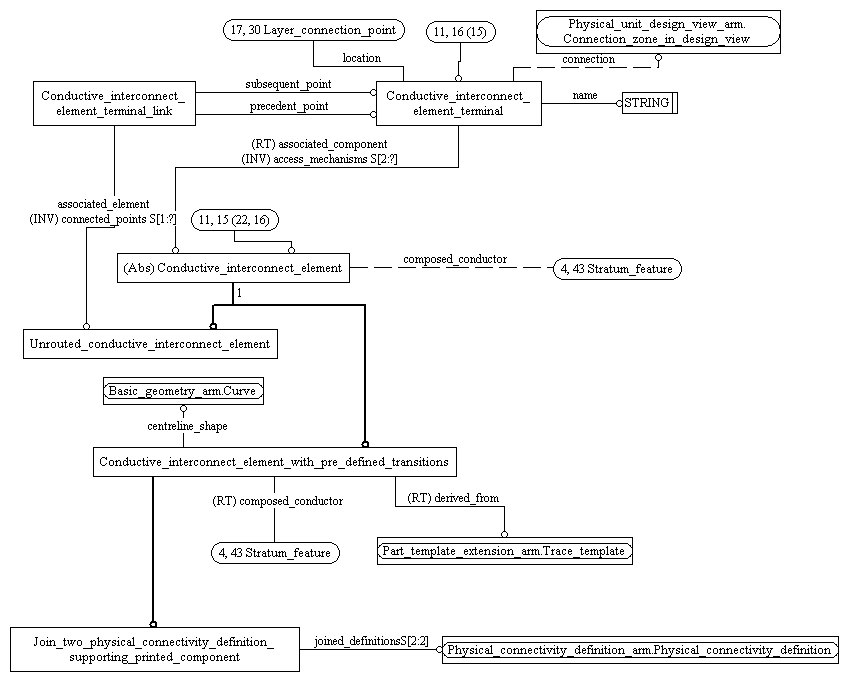 17, 30 Layer_connection_point
11, 16 (15)
Physical_unit_design_view_arm.
Connection_zone_in_design_view
location
connection
Conductive_interconnect_
element_terminal_link
subsequent_point
precedent_point
Conductive_interconnect_
element_terminal
name
STRING
(RT) associated_component
(INV) access_mechanisms S[2:?]
associated_element
(INV) connected_points S[1:?]
11, 15 (22, 16)
(Abs) Conductive_interconnect_element
composed_conductor
4, 43 Stratum_feature
1
Unrouted_conductive_interconnect_element
Basic_geometry_arm.Curve
centreline_shape
Conductive_interconnect_element_with_pre_defined_transitions
(RT) composed_conductor
(RT) derived_from
4, 43 Stratum_feature
Part_template_extension_arm.Trace_template
Join_two_physical_connectivity_definition_
supporting_printed_component
joined_definitionsS[2:2]
Physical_connectivity_definition_arm.Physical_connectivity_definition